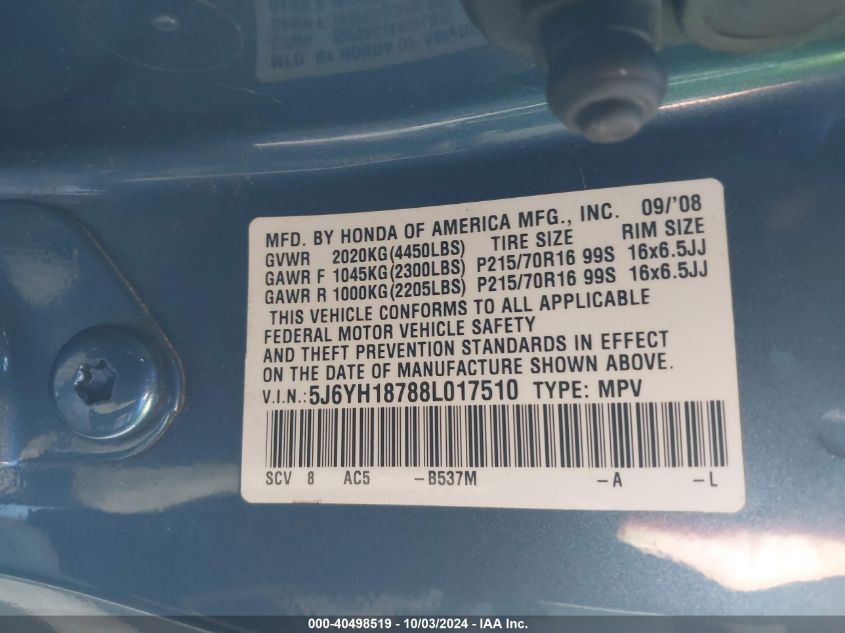 MFD. BY HONDA OF AMERICA MFG., INC. 09/'08
GVWR 2020KG(4450LBS) TIRE SIZE RIM SIZE
GAWR F 1045KG(2300LBS) P215/70R16 99S 16x6.5JJ
GAWR R 1000KG(2205LBS) P215/70R16 99S 16x6.5JJ
THIS VEHICLE CONFORMS TO ALL APPLICABLE
FEDERAL MOTOR VEHICLE SAFETY
AND THEFT PREVENTION STANDARDS IN EFFECT
ON THE DATE OF MANUFACTURE SHOWN ABOVE.
V.I.N.:5J6YH18788L017510 TYPE: MPV
SCV 8 AC5 -B537M -A -L
000-40498519 - 10/03/2024 - IAA Inc.